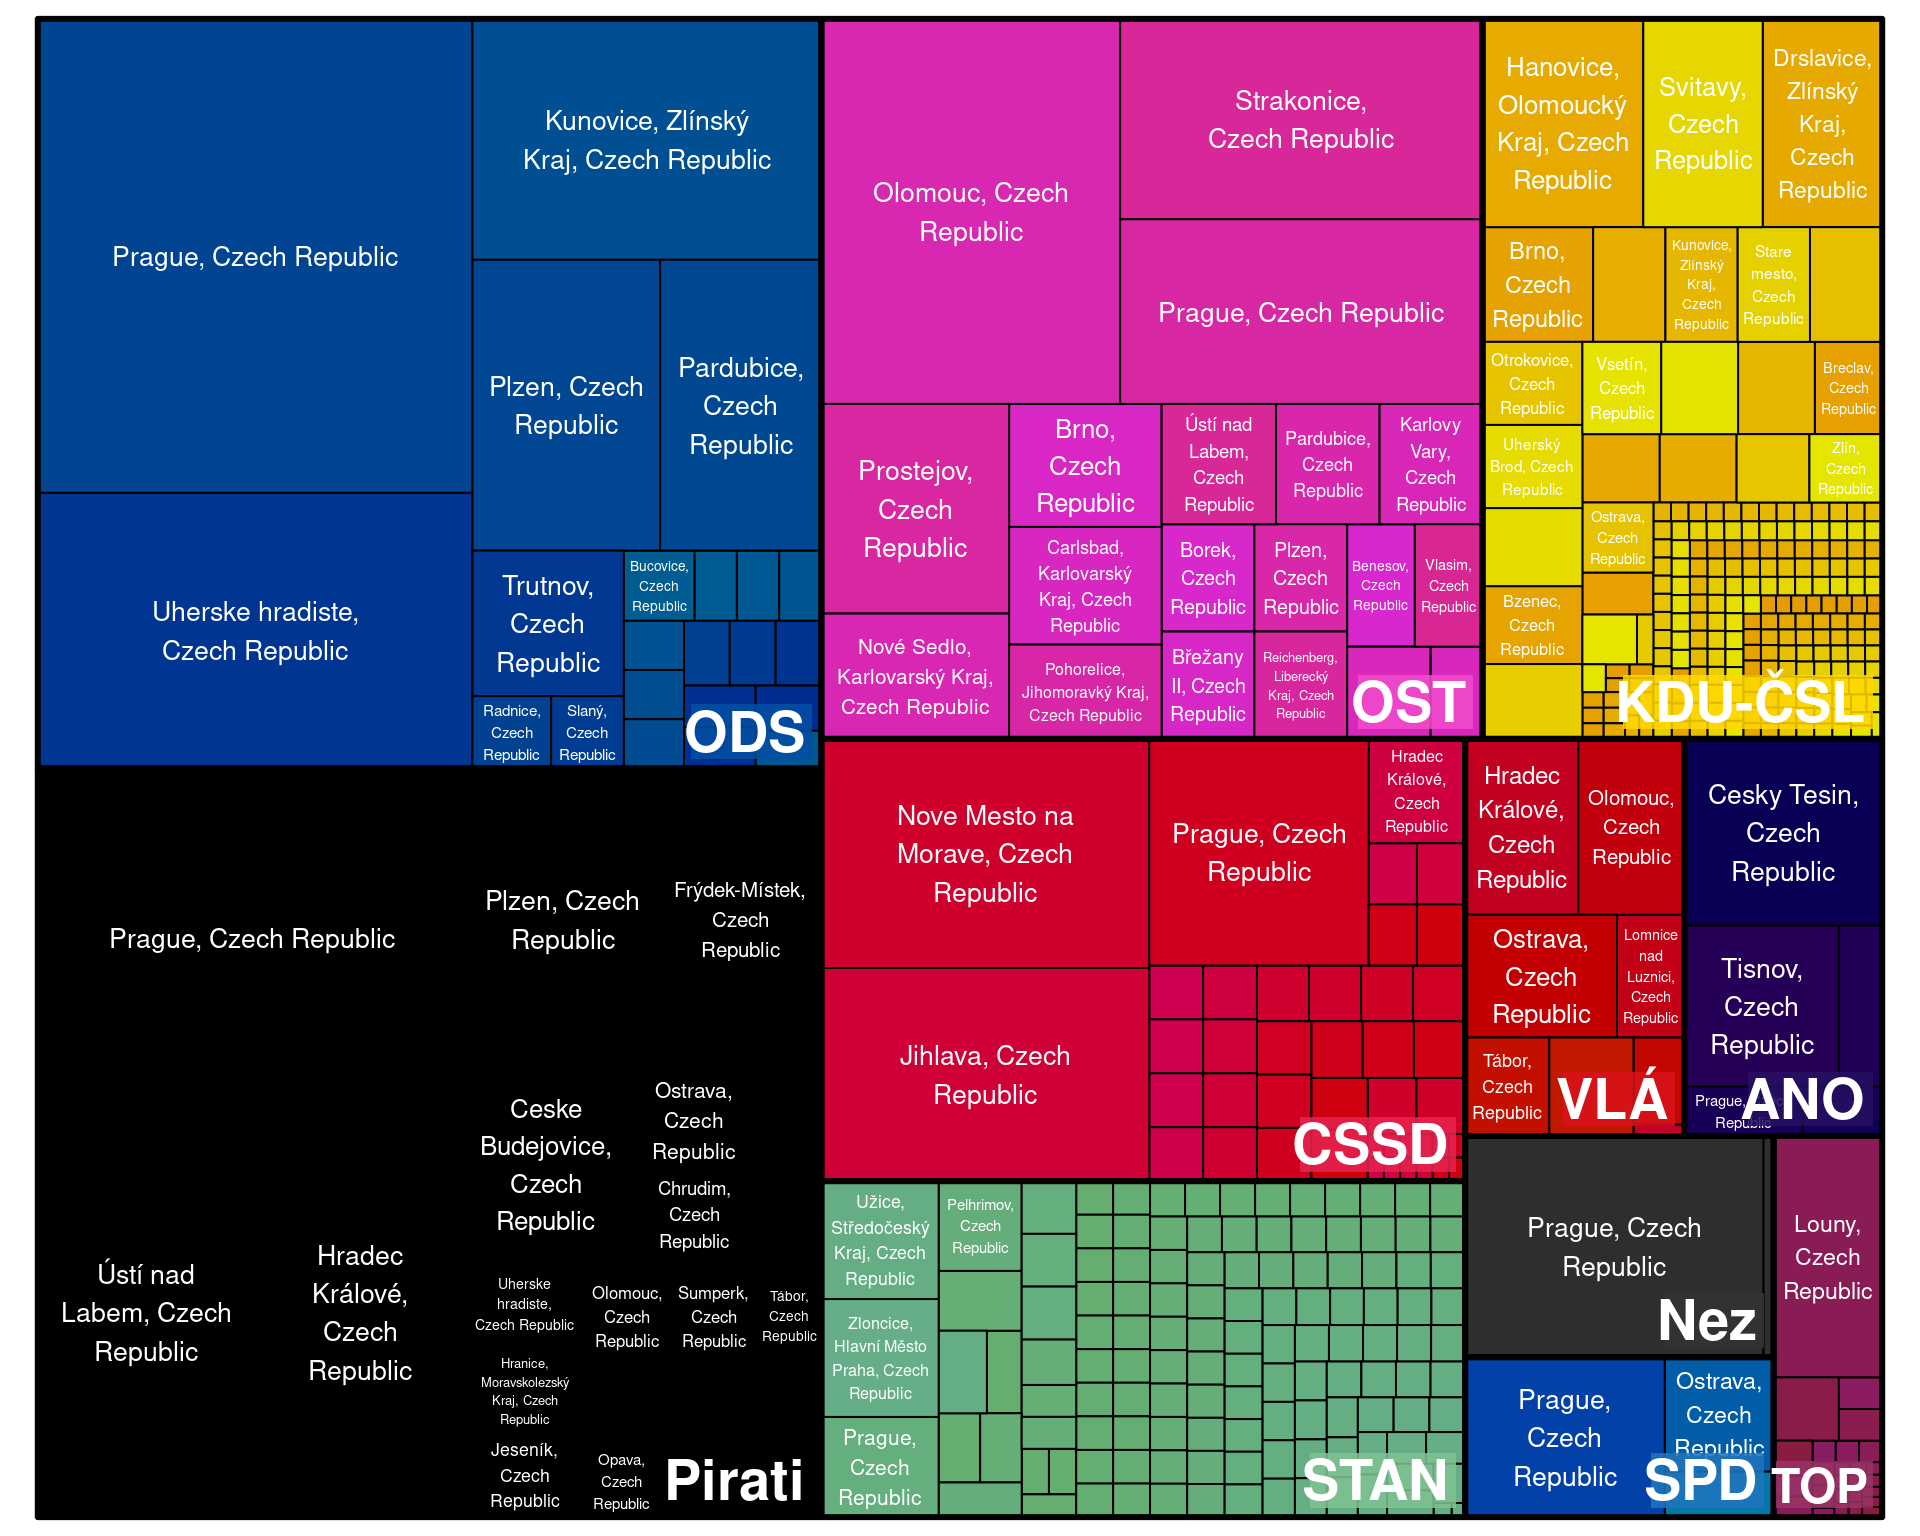 Prague, Czech Republic
Kunovice, Zlínský
Kraj, Czech Republic
Plzen, Czech
Republic
Pardubice,
Czech
Republic
Uherske hradiste,
Czech Republic
Trutnov,
Czech
Republic
Bucovice,
Czech
Republic
Radnice,
Czech
Republic
Slaný,
Czech
Republic
ODS
Olomouc, Czech
Republic
Strakonice,
Czech Republic
Prague, Czech Republic
Prostejov,
Czech
Republic
Brno,
Czech
Republic
Ústí nad
Labem,
Czech
Republic
Pardubice,
Czech
Republic
Karlovy
Vary,
Czech
Republic
Carlsbad,
Karlovarský
Kraj, Czech
Republic
Borek,
Czech
Republic
Plzen,
Czech
Republic
Benesov,
Czech
Republic
Vlasim,
Czech
Republic
Nové Sedlo,
Karlovarský Kraj,
Czech Republic
Pohorelice,
Jihomoravký Kraj,
Czech Republic
Břežany
II, Czech
Republic
Reichenberg,
Liberecký
Kraj, Czech
Republic
OST
Hanovice,
Olomoucký
Kraj, Czech
Republic
Svitavy,
Czech
Republic
Drslavice,
Zlínský
Kraj,
Czech
Republic
Brno,
Czech
Republic
Kunovice,
Zlínský
Kraj,
Czech
Republic
Stare
mesto,
Czech
Republic
Otrokovice,
Czech
Republic
Vsetín,
Czech
Republic
Breclav,
Czech
Republic
Uherský
Brod, Czech
Republic
Zlín,
Czech
Republic
Ostrava,
Czech
Republic
Bzenec,
Czech
Republic
KDU-ČSL
Prague, Czech Republic
Plzen, Czech
Republic
Frýdek-Místek,
Czech
Republic
Ceske
Budejovice,
Czech
Republic
Ostrava,
Czech
Republic
Chrudim,
Czech
Republic
Ústí nad
Labem, Czech
Republic
Hradec
Králové,
Czech
Republic
Uherske
hradiste,
Czech Republic
Olomouc,
Czech
Republic
Sumperk,
Czech
Republic
Tábor,
Czech
Republic
Hranice,
Moravskolezský
Kraj, Czech
Republic
Jeseník,
Czech
Republic
Opava,
Czech
Republic
Pirati
Nove Mesto na
Morave, Czech
Republic
Prague, Czech
Republic
Hradec
Králové,
Czech
Republic
Jihlava, Czech
Republic
CSSD
Hradec
Králové,
Czech
Republic
Olomouc,
Czech
Republic
Ostrava,
Czech
Republic
Lomnice
nad
Luznici,
Czech
Republic
Tábor,
Czech
Republic
VLÁ
Cesky Tesin,
Czech
Republic
Tisnov,
Czech
Republic
Prague,
Republic
ANO
Užice,
Středočeský
Kraj, Czech
Republic
Pelhrimov,
Czech
Republic
Zloncice,
Hlavní Město
Praha, Czech
Republic
Prague,
Czech
Republic
STAN
Prague, Czech
Republic
Nez
Louny,
Czech
Republic
Prague,
Czech
Republic
Ostrava,
Czech
Republic
SPD
TOP